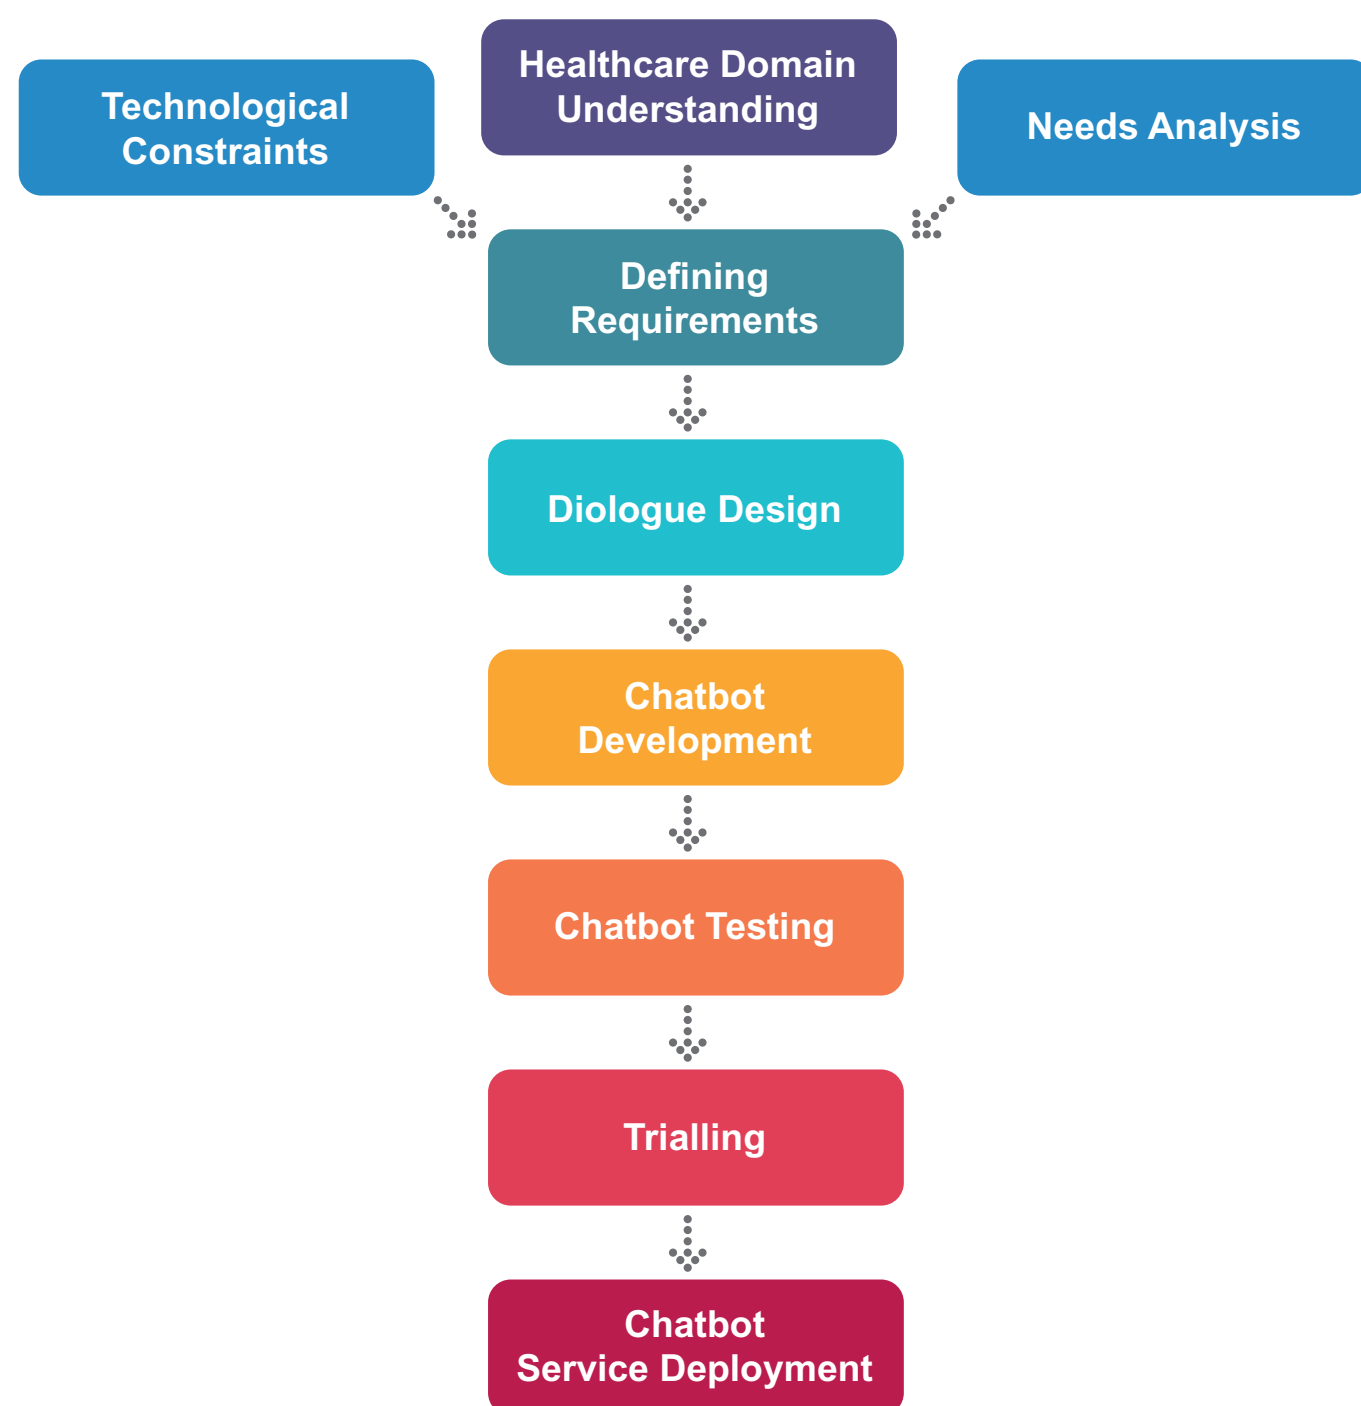 Technological
Constraints
Healthcare Domain
Understanding
Needs Analysis
Defining
Requirements
Diologue Design
Chatbot
Development
Chatbot Testing
Trialling
Chatbot
Service Deployment